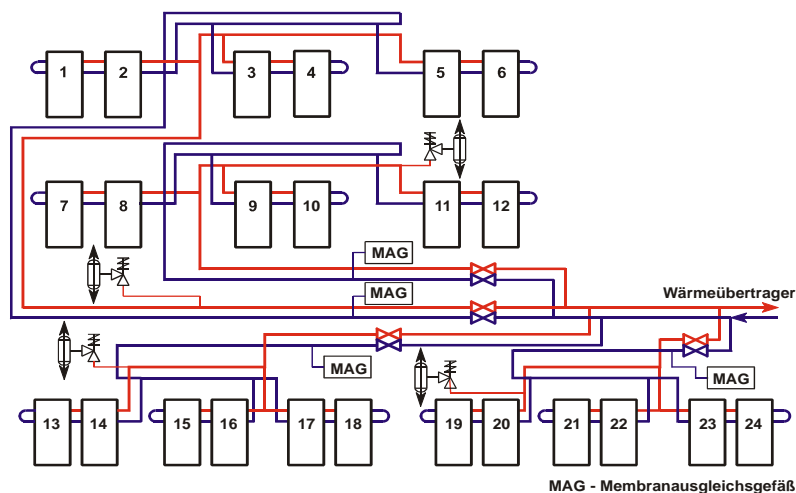 1 2 3 4 5 6
7 8 9 10 11 12
MAG
MAG
Wärmeübertrager
MAG
MAG
13 14 15 16 17 18 19 20 21 22 23 24
MAG - Membranausgleichsgefäß